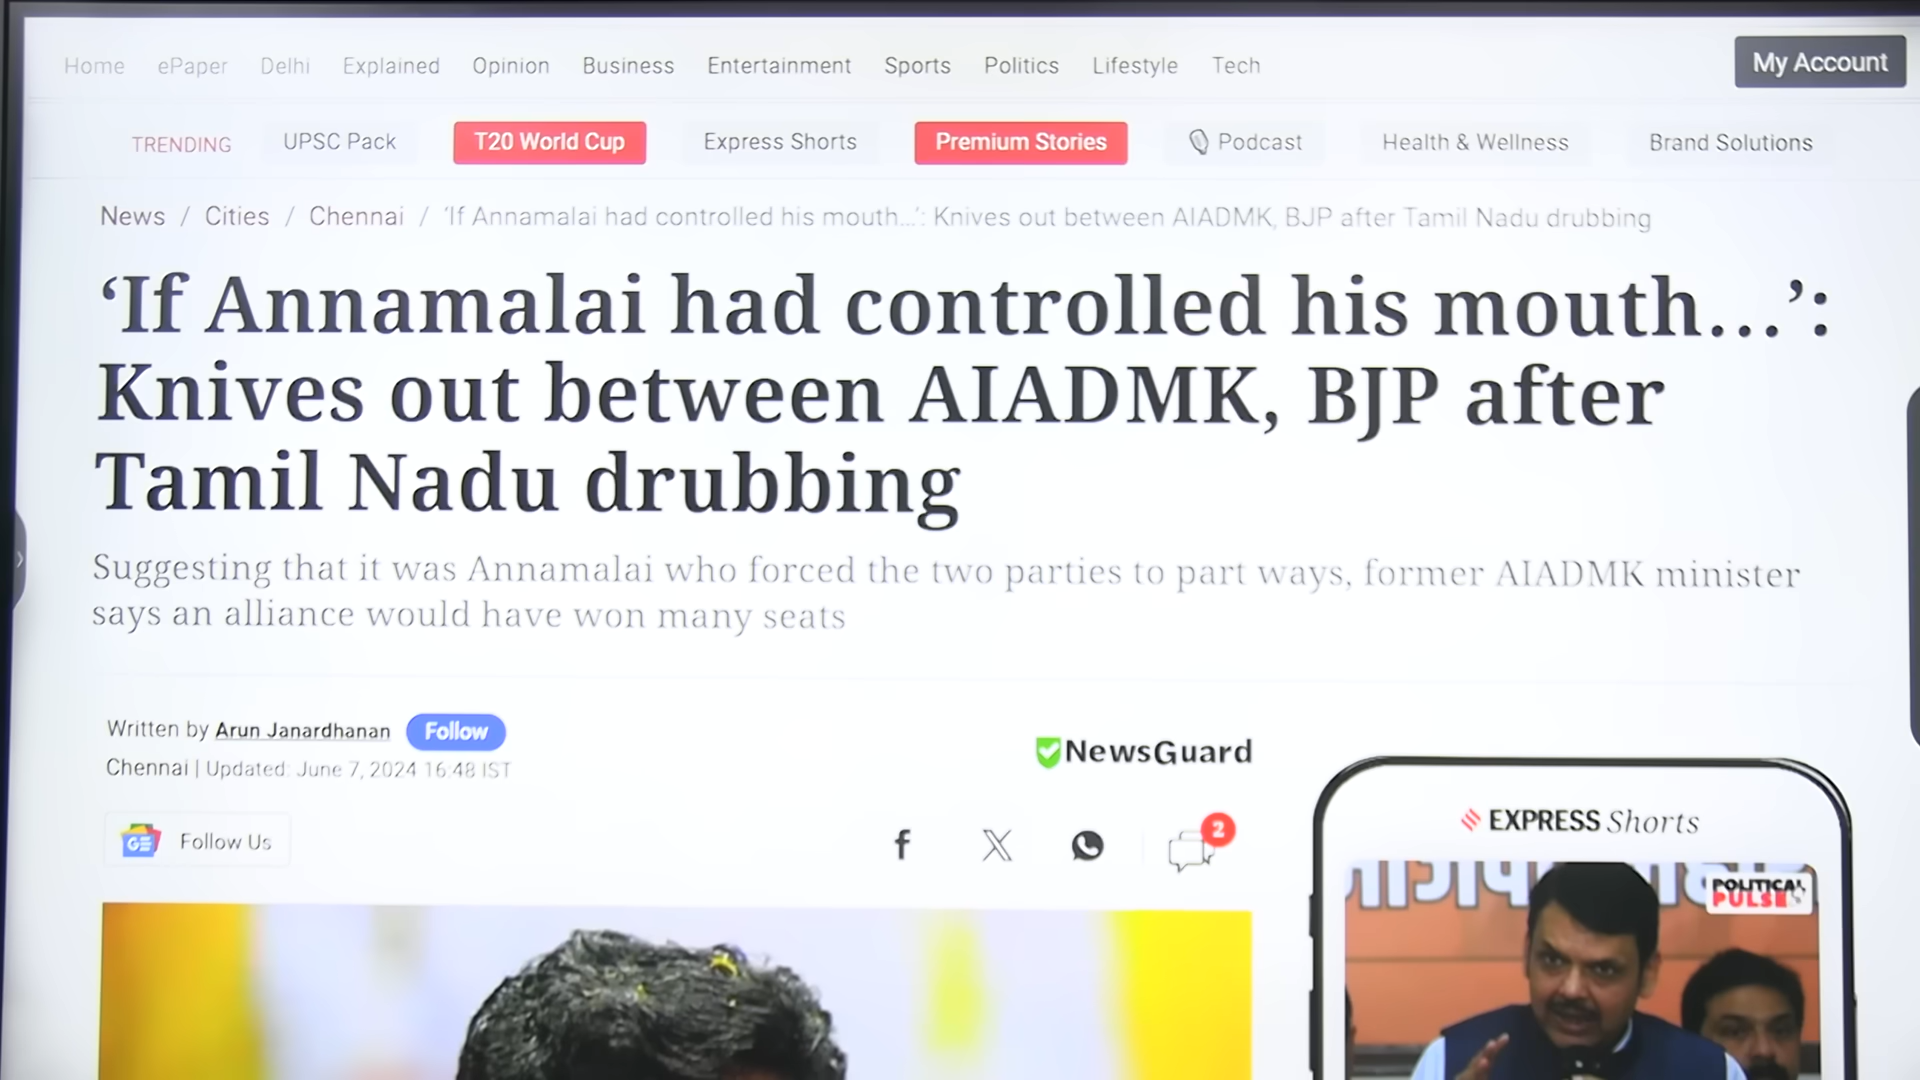 Home ePaper Delhi Explained Opinion Business Entertainment Sports Politics Lifestyle Tech My Account
TRENDING UPSC Pack T20 World Cup Express Shorts Premium Stories Podcast Health & Wellness Brand Solutions
News / Cities / Chennai / ‘If Annamalai had controlled his mouth...’: Knives out between AIADMK, BJP after Tamil Nadu drubbing
‘If Annamalai had controlled his mouth…’:
Knives out between AIADMK, BJP after
Tamil Nadu drubbing
Suggesting that it was Annamalai who forced the two parties to part ways, former AIADMK minister
says an alliance would have won many seats
Written by Arun Janardhanan Follow
Chennai | Updated: June 7, 2024 16:48 IST
NewsGuard
GE Follow Us
2
EXPRESS Shorts
POLITICAL
PULSE